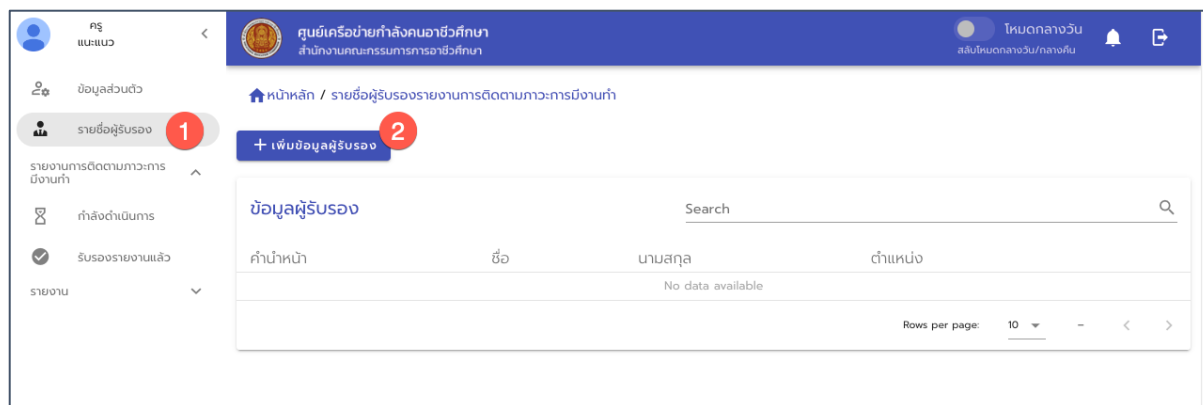 ครู
แนะแนว
ศูนย์เครือข่ายกำลังคนอาชีวศึกษา
สำนักงานคณะกรรมการการอาชีวศึกษา
โหมดกลางวัน
สลับโหมดกลางวัน/กลางคืน
ข้อมูลส่วนตัว
รายชื่อผู้รับรอง 1
รายงานการติดตามภาวะการ
มีงานทำ
กำลังดำเนินการ
รับรองรายงานแล้ว
รายงาน
หน้าหลัก / รายชื่อผู้รับรองรายงานการติดตามภาวะการมีงานทำ
+ เพิ่มข้อมูลผู้รับรอง 2
ข้อมูลผู้รับรอง Search
คำนำหน้า ชื่อ นามสกุล ตำแหน่ง
No data available
Rows per page: 10 –